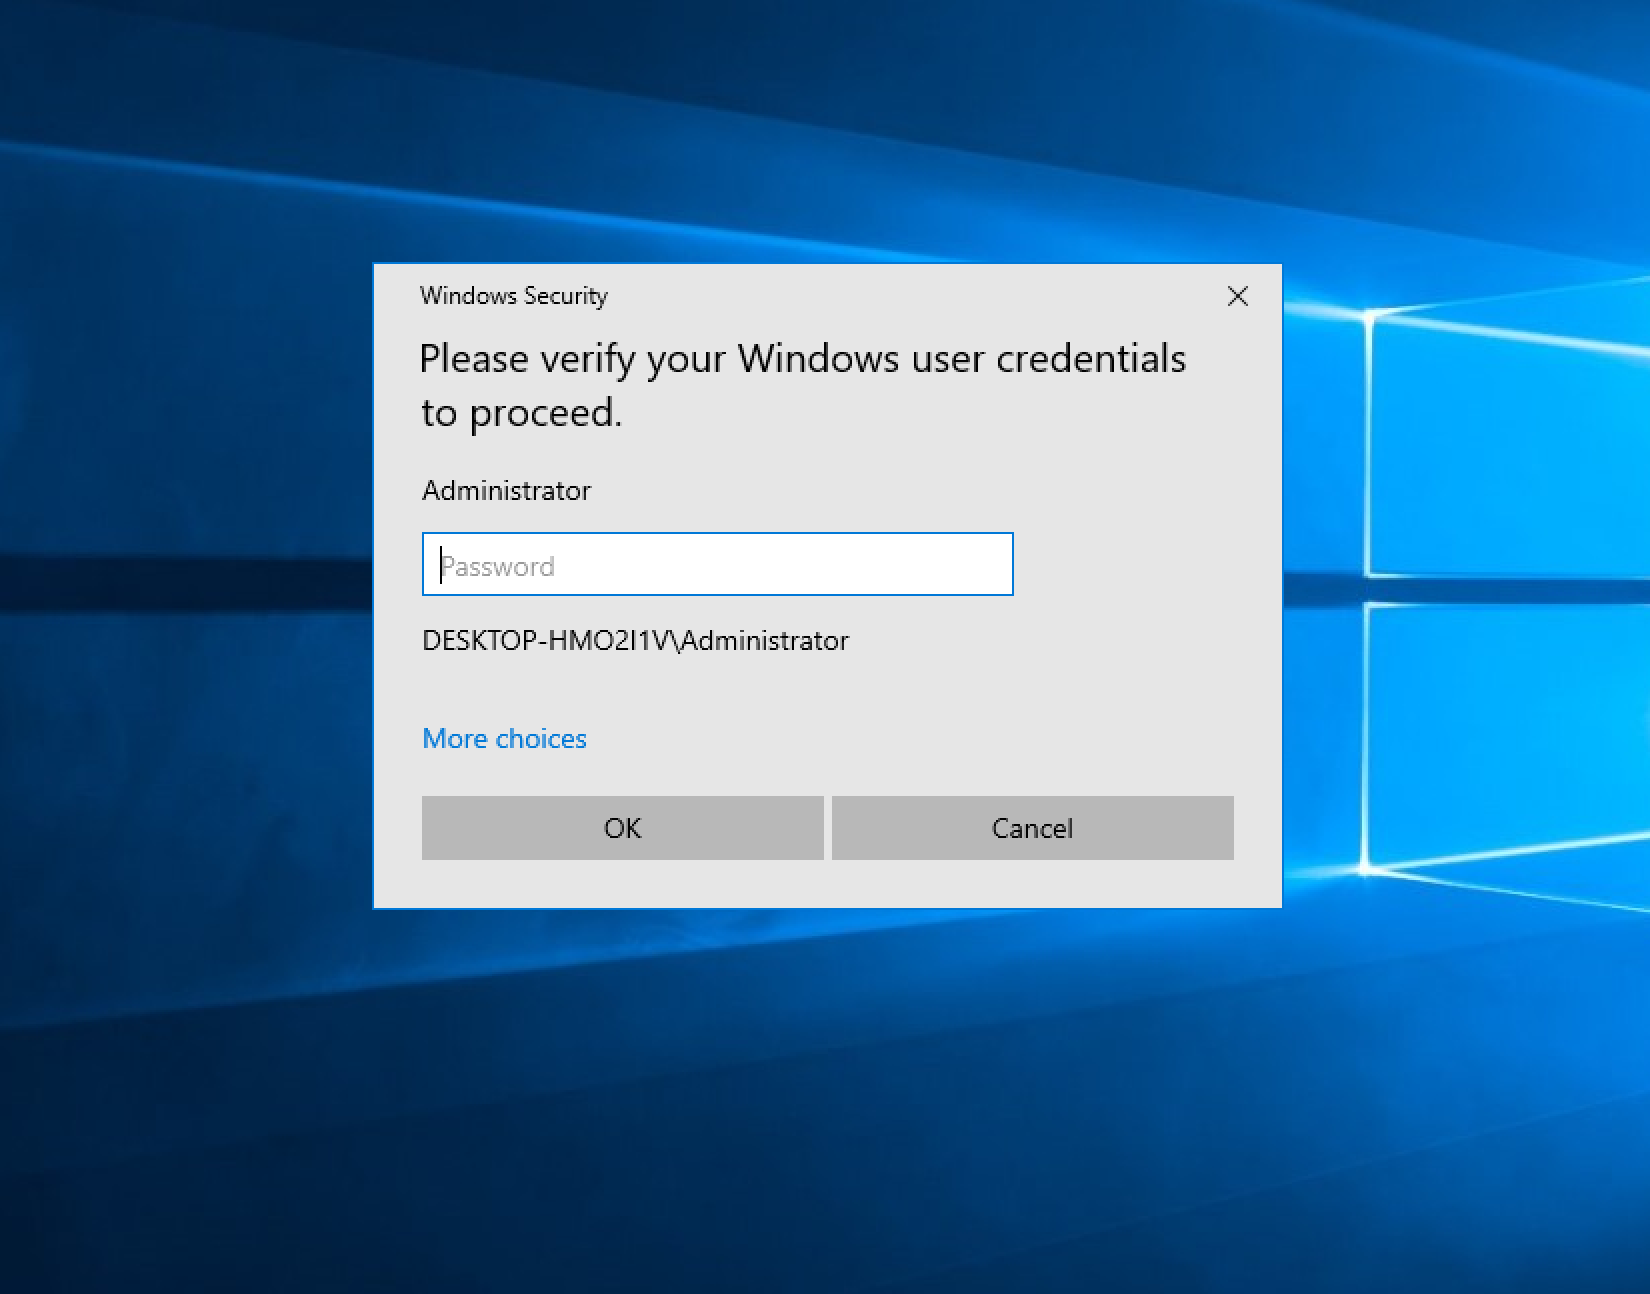 Windows Security
Please verify your Windows user credentials
to proceed.
Administrator
Password
DESKTOP-HMO2I1V\Administrator
More choices
OK
Cancel